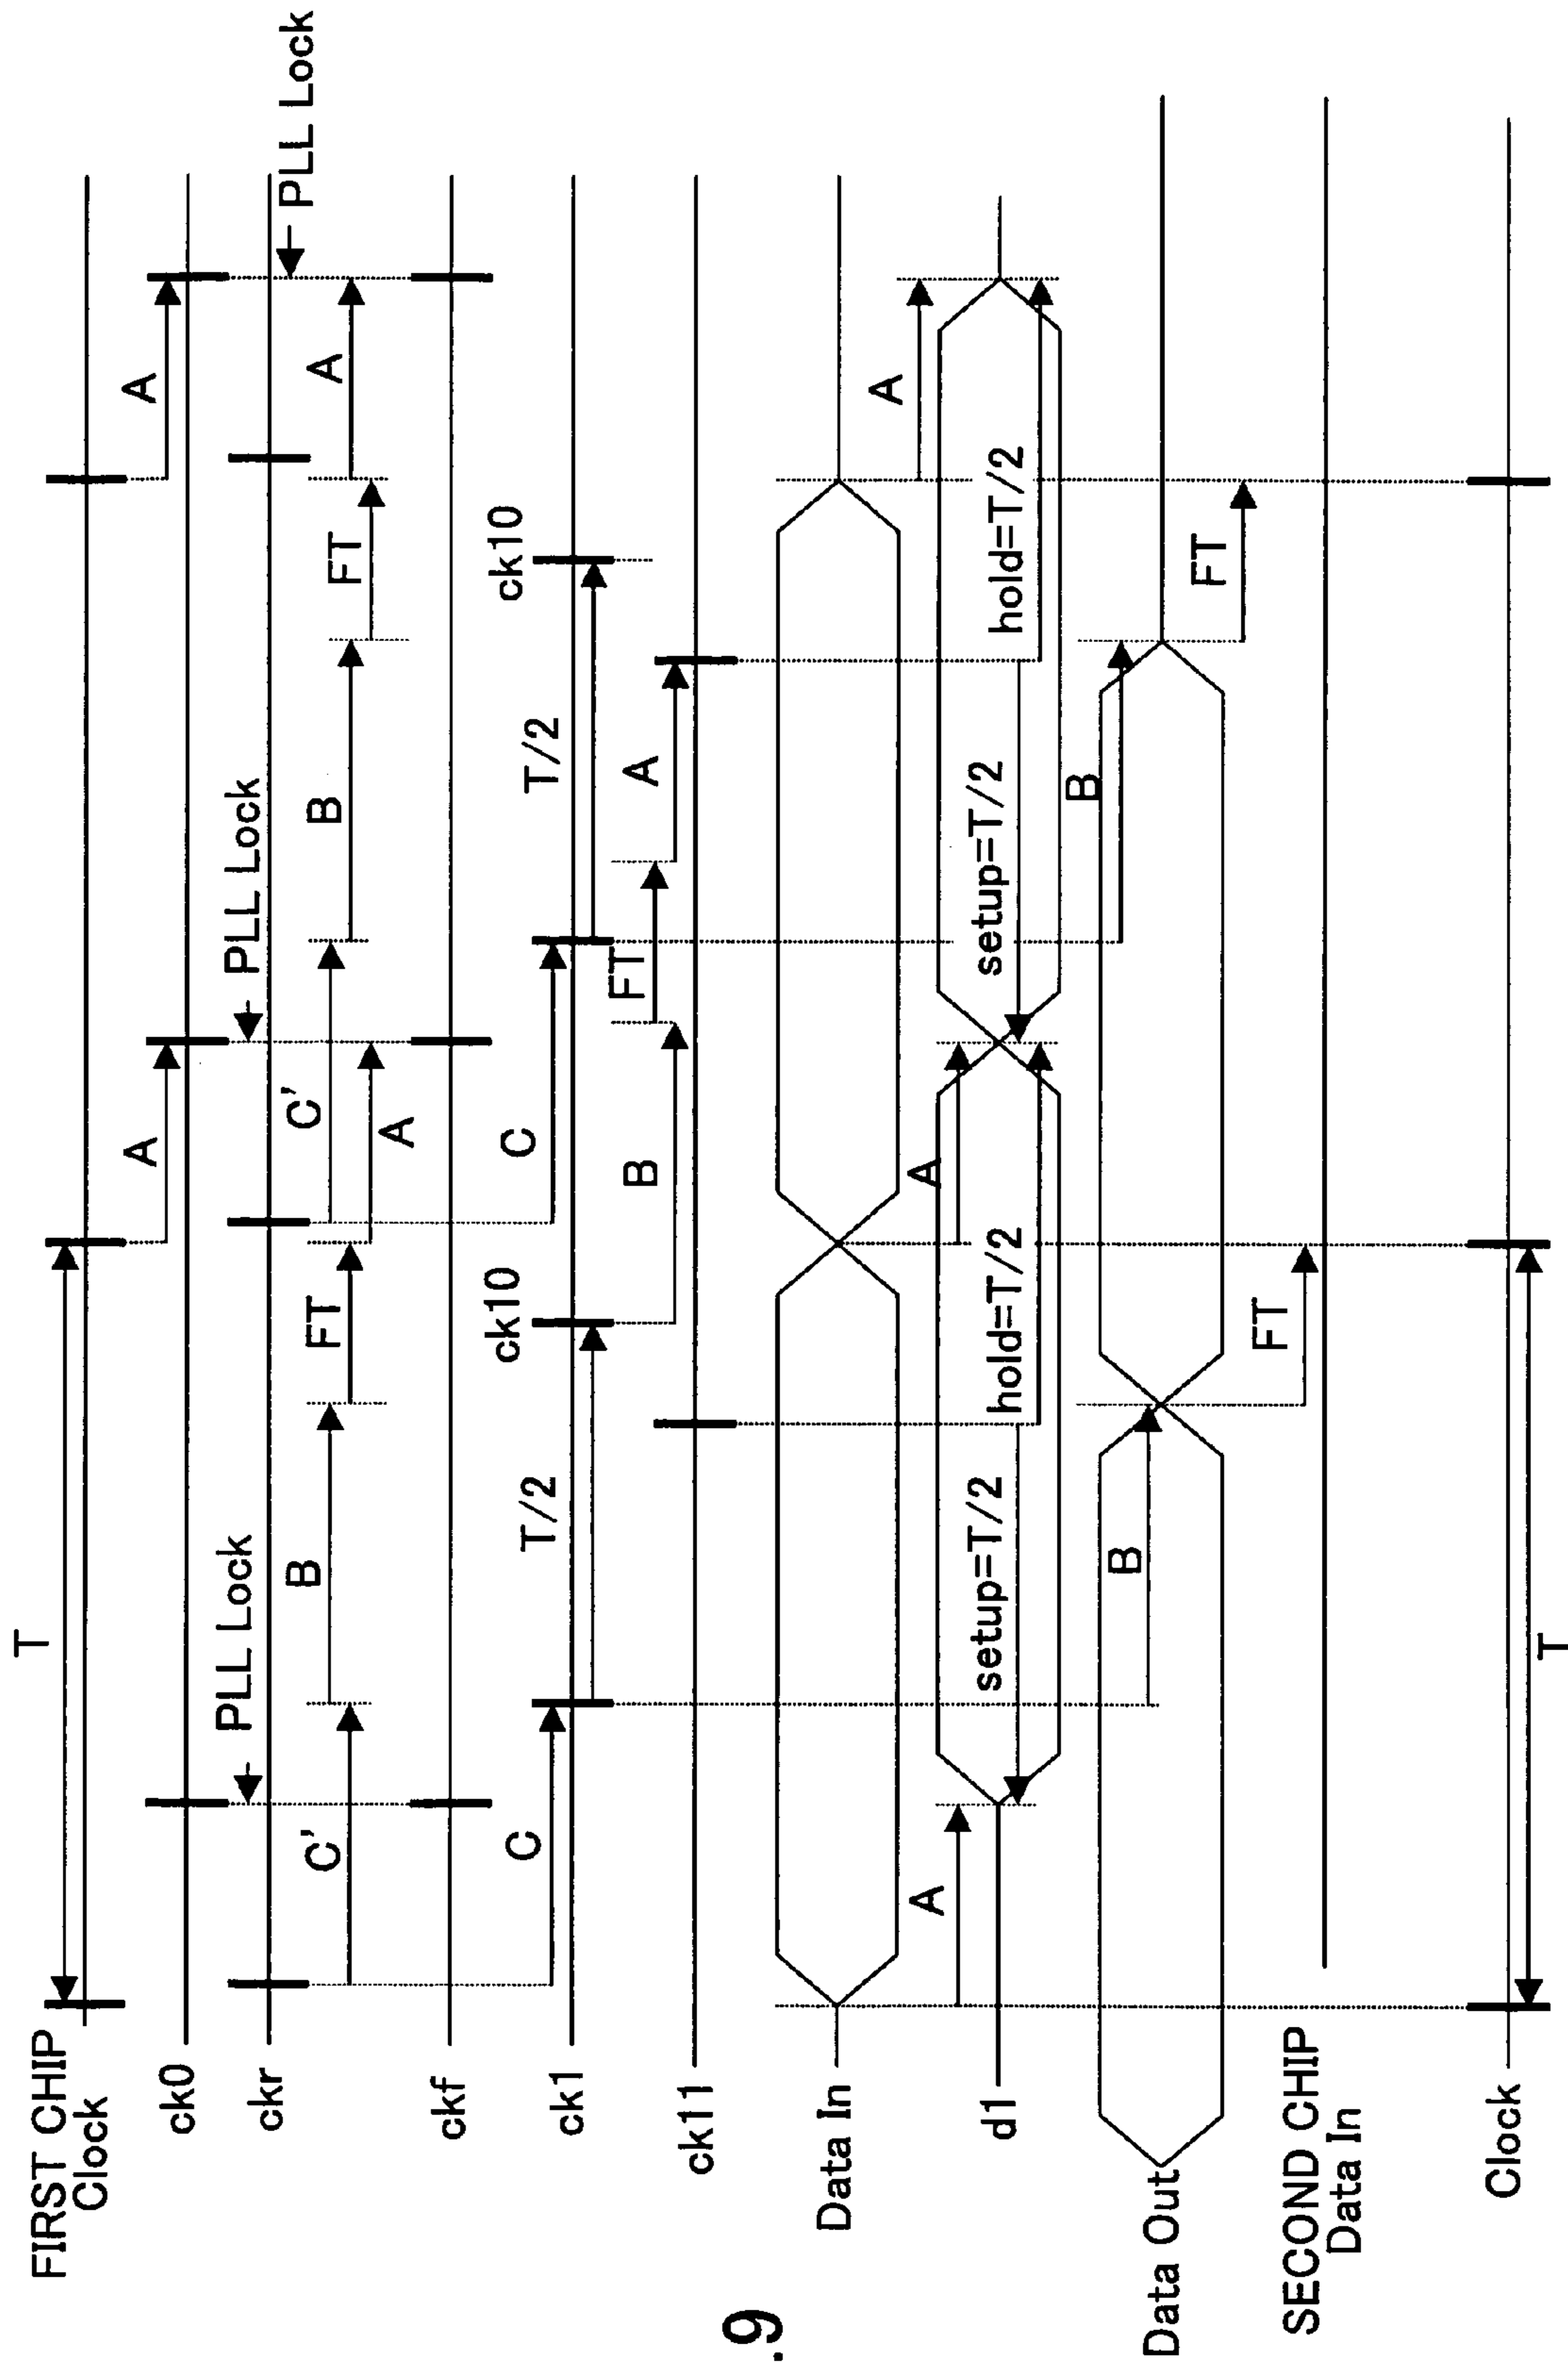 FIRST CHIP
T
Clock
A
A
ck0
PLL Lock
PLL Lock
PLL Lock
ckr
C'
B
FT
A
C'
B
FT
A
ckf
ck10
ck10
C
T/2
C
T/2
ck1
B
FT
A
ck11
Data In
A
A
A
setup=T/2
hold=T/2
setup=T/2
hold=T/2
d1
B
B
Data Out
FT
FT
SECOND CHIP
Data In
Clock
T
.9